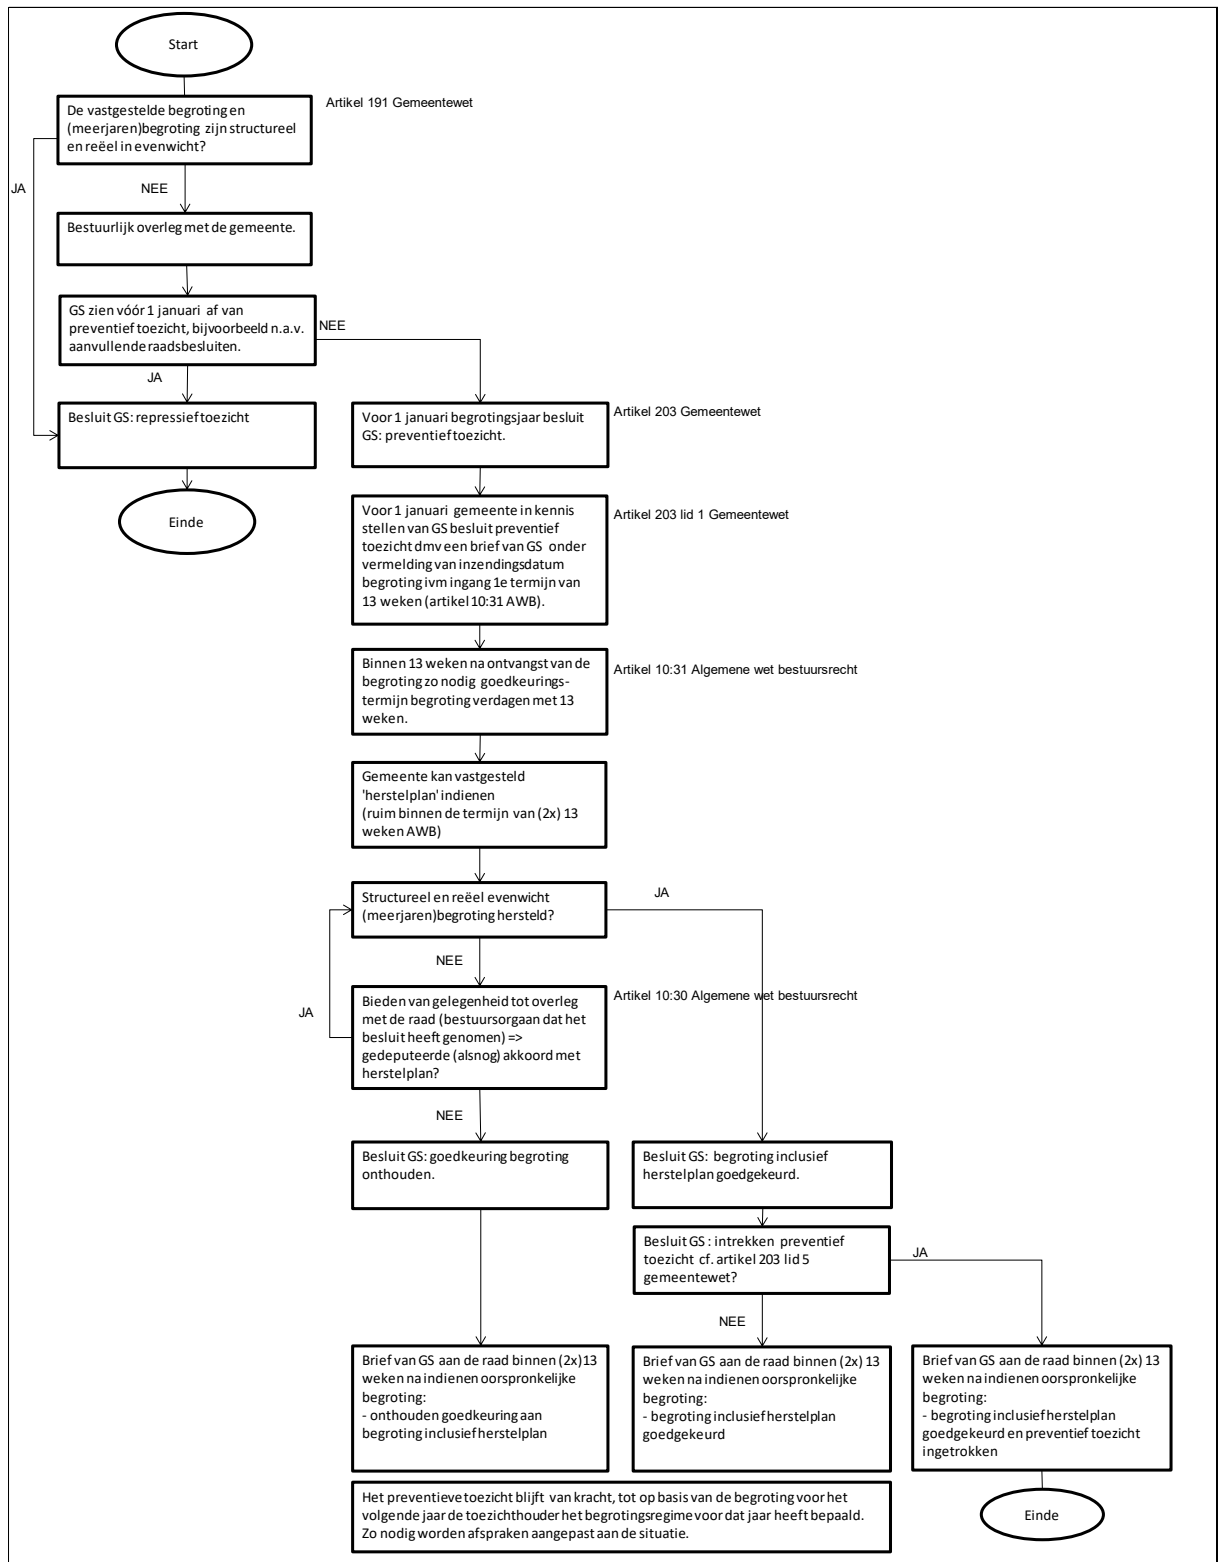 Start
De vastgestelde begroting en
(meerjaren)begroting zijn structureel
en reëel in evenwicht?
Artikel 191 Gemeentewet
JA
NEE
Bestuurlijk overleg met de gemeente.
GS zien vóór 1 januari af van
preventief toezicht, bijvoorbeeld n.a.v.
aanvullende raadsbesluiten.
NEE
JA
Besluit GS: repressief toezicht
Einde
Voor 1 januari begrotingsjaar besluit
GS: preventief toezicht.
Artikel 203 Gemeentewet
Voor 1 januari gemeente in kennis
stellen van GS besluit preventief
toezicht dmv een brief van GS onder
vermelding van inzendingsdatum
begroting ivm ingang 1e termijn van
13 weken (artikel 10:31 AWB).
Artikel 203 lid 1 Gemeentewet
Binnen 13 weken na ontvangst van de
begroting zo nodig goedkeurings-
termijn begroting verdagen met 13
weken.
Artikel 10:31 Algemene wet bestuursrecht
Gemeente kan vastgesteld
'herstelplan' indienen
(ruim binnen de termijn van (2x) 13
weken AWB)
Structureel en reëel evenwicht
(meerjaren)begroting hersteld?
JA
NEE
Bieden van gelegenheid tot overleg
met de raad (bestuursorgaan dat het
besluit heeft genomen) =>
gedeputeerde (alsnog) akkoord met
herstelplan?
Artikel 10:30 Algemene wet bestuursrecht
JA
NEE
Besluit GS: goedkeuring begroting
onthouden.
Besluit GS: begroting inclusief
herstelplan goedgekeurd.
Besluit GS : intrekken preventief
toezicht cf. artikel 203 lid 5
gemeentewet?
JA
NEE
Brief van GS aan de raad binnen (2x)13
weken na indienen oorspronkelijke
begroting:
- onthouden goedkeuring aan
begroting inclusief herstelplan
Brief van GS aan de raad binnen (2x) 13
weken na indienen oorspronkelijke
begroting:
- begroting inclusief herstelplan
goedgekeurd
Brief van GS aan de raad binnen (2x) 13
weken na indienen oorspronkelijke
begroting:
- begroting inclusief herstelplan
goedgekeurd en preventief toezicht
ingetrokken
Het preventieve toezicht blijft van kracht, tot op basis van de begroting voor het
volgende jaar de toezichthouder het begrotingsregime voor dat jaar heeft bepaald.
Zo nodig worden afspraken aangepast aan de situatie.
Einde